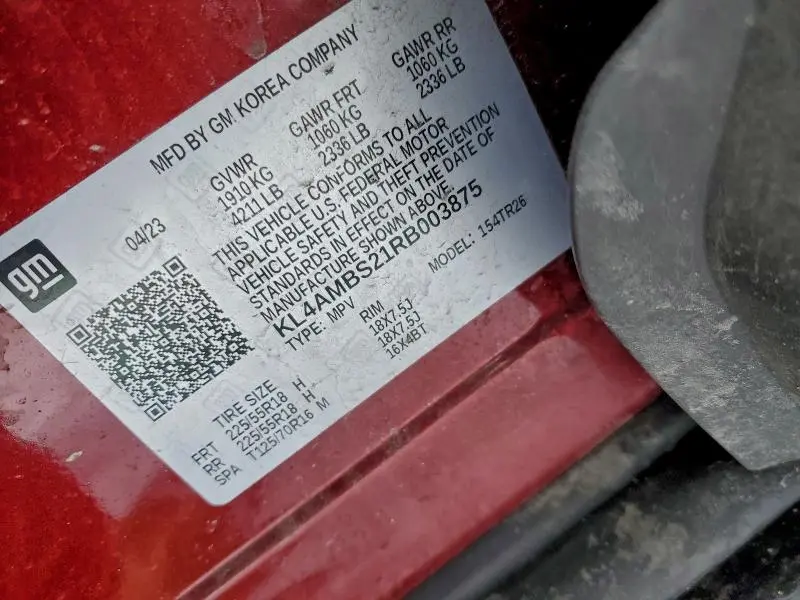 MFD BY GM KOREA COMPANY
04/23
GVWR GAWR FRT GAWR RR
1910 KG 1060 KG 1060 KG
4211 LB 2336 LB 2336 LB
THIS VEHICLE CONFORMS TO ALL
APPLICABLE U.S. FEDERAL MOTOR
VEHICLE SAFETY AND THEFT PREVENTION
STANDARDS IN EFFECT ON THE DATE OF
MANUFACTURE SHOWN ABOVE.
KL4AMBS21RB003875
TYPE: MPV MODEL: 154TR26
gm
TIRE SIZE RIM
FRT 225/55R18 H 18X7.5J
RR 225/55R18 H 18X7.5J
SPA T125/70R16 M 16X4BT